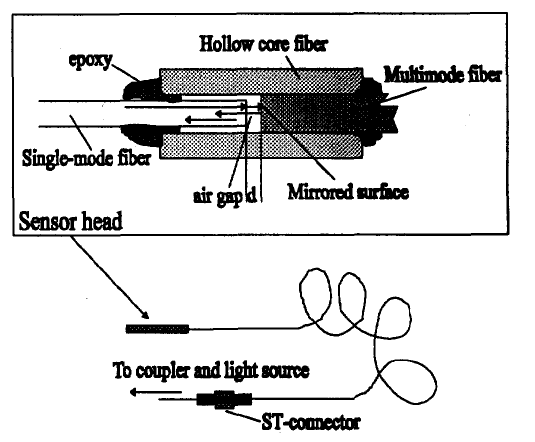 Hollow core fiber
epoxy
Multimode fiber
Single-mode fiber
air gap d
Mirrored surface
Sensor head
To coupler and light source
ST-connector